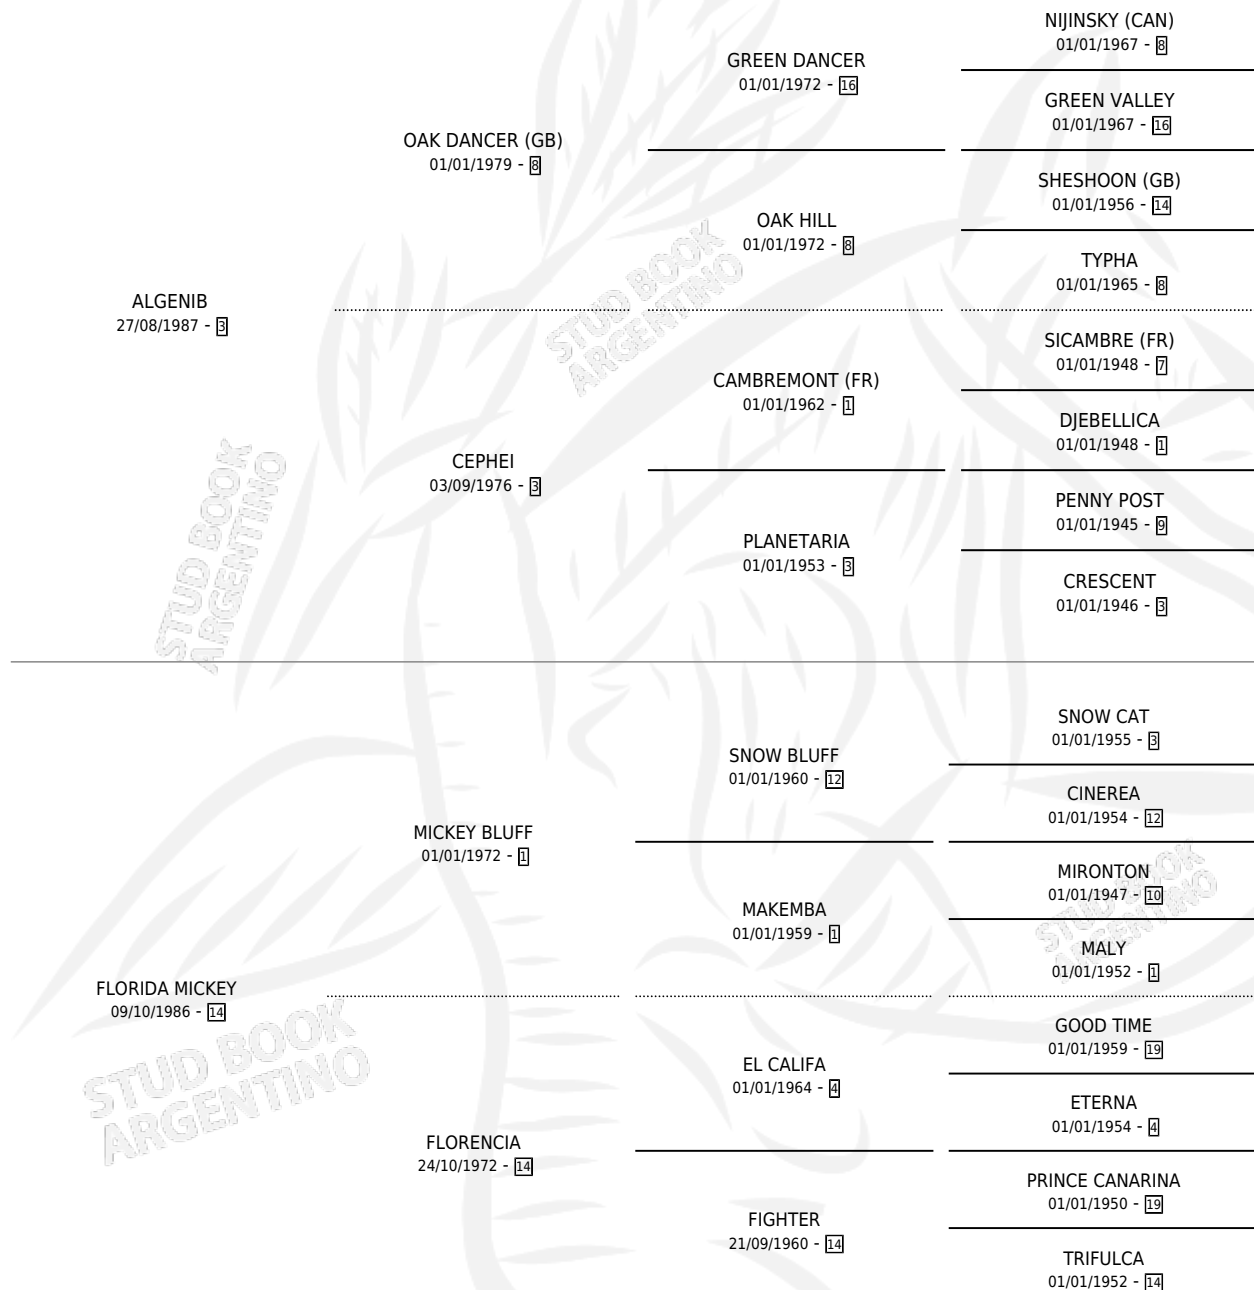 NIJINSKY (CAN)
01/01/1967 - 8
GREEN DANCER
01/01/1972 - 16
GREEN VALLEY
01/01/1967 - 16
OAK DANCER (GB)
01/01/1979 - 8
SHESHOON (GB)
01/01/1956 - 14
OAK HILL
01/01/1972 - 8
TYPHA
01/01/1965 - 8
ALGENIB
27/08/1987 - 3
SICAMBRE (FR)
01/01/1948 - 7
CAMBREMONT (FR)
01/01/1962 - 1
DJEBELLICA
01/01/1948 - 1
CEPHEI
03/09/1976 - 3
PENNY POST
01/01/1945 - 9
PLANETARIA
01/01/1953 - 3
CRESCENT
01/01/1946 - 3
SNOW CAT
01/01/1955 - 3
SNOW BLUFF
01/01/1960 - 12
CINEREA
01/01/1954 - 12
MICKEY BLUFF
01/01/1972 - 1
MIRONTON
01/01/1947 - 10
MAKEMBA
01/01/1959 - 1
MALY
01/01/1952 - 1
FLORIDA MICKEY
09/10/1986 - 14
GOOD TIME
01/01/1959 - 19
EL CALIFA
01/01/1964 - 4
ETERNA
01/01/1954 - 4
FLORENCIA
24/10/1972 - 14
PRINCE CANARINA
01/01/1950 - 19
FIGHTER
21/09/1960 - 14
TRIFULCA
01/01/1952 - 14
STUD BOOK
ARGENTINO
STUD BOOK
ARGENTINO
STUD BOOK
ARGENTINO
STUD BOOK
ARGENTINO